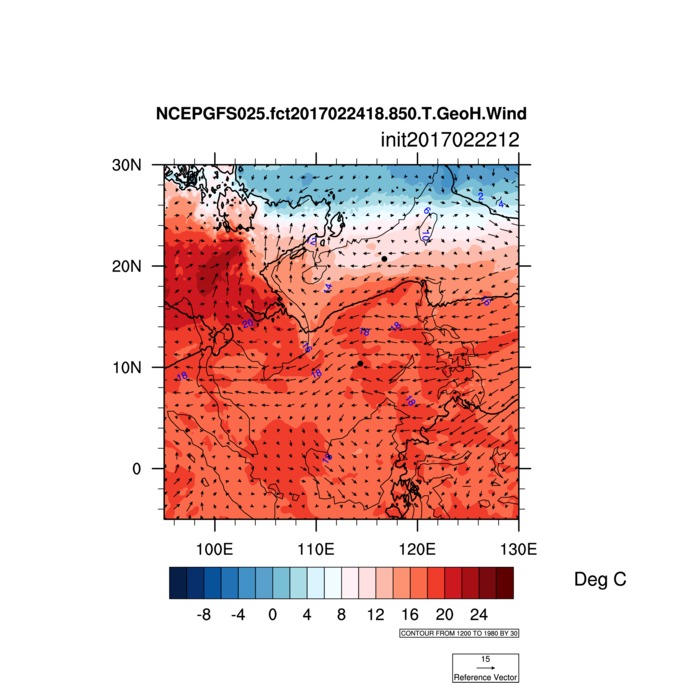 NCEPGFS025.fct2017022418.850.T.GeoH.Wind
init2017022212
30N
20N
10N
0
100E 110E 120E 130E
-8 -4 0 4 8 12 16 20 24
Deg C
CONTOUR FROM 1200 TO 1980 BY 30
15
Reference Vector